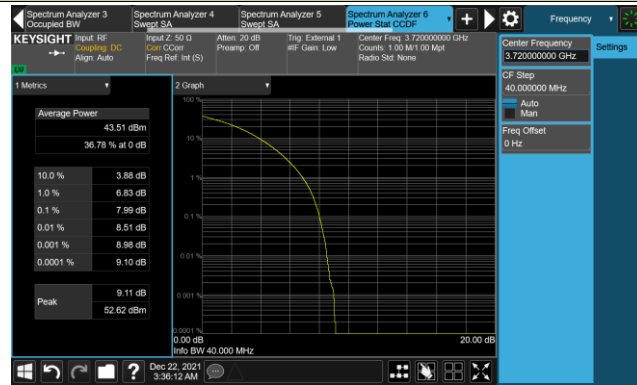 Spectrum Analyzer 3
Occupied BW
Spectrum Analyzer 4
Swept SA
Spectrum Analyzer 5
Swept SA
Spectrum Analyzer 6
Power Stat CCDF
Frequency
KEYSIGHT
Input: RF
Coupling: DC
Align: Auto
Input Z: 50 Ω
Corr CCorr
Freq Ref: Int (S)
Atten: 20 dB
Preamp: Off
Trig: External 1
#IF Gain: Low
Center Freq: 3.720000000 GHz
Counts: 1.00 M/1.00 Mpt
Radio Std: None
Center Frequency
3.720000000 GHz
Settings
CF Step
40.000000 MHz
Auto
Man
Freq Offset
0 Hz
1 Metrics
Average Power
43.51 dBm
36.78 % at 0 dB
10.0 % 3.88 dB
1.0 % 6.83 dB
0.1 % 7.99 dB
0.01 % 8.51 dB
0.001 % 8.98 dB
0.0001 % 9.10 dB
Peak
9.11 dB
52.62 dBm
2 Graph
100 %
10 %
1 %
0.1 %
0.01 %
0.001 %
0.0001 %
0.00 dB
20.00 dB
Info BW 40.000 MHz
Dec 22, 2021
3:36:12 AM